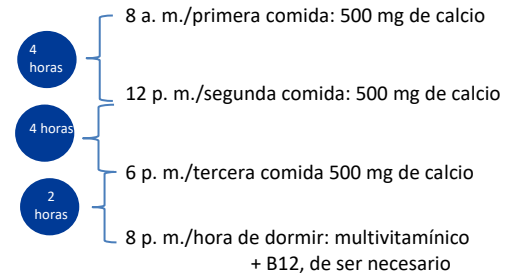 8 a. m./primera comida: 500 mg de calcio
4
horas
12 p. m./segunda comida: 500 mg de calcio
4 horas
6 p. m./tercera comida 500 mg de calcio
2
horas
8 p. m./hora de dormir: multivitamínico
+ B12, de ser necesario